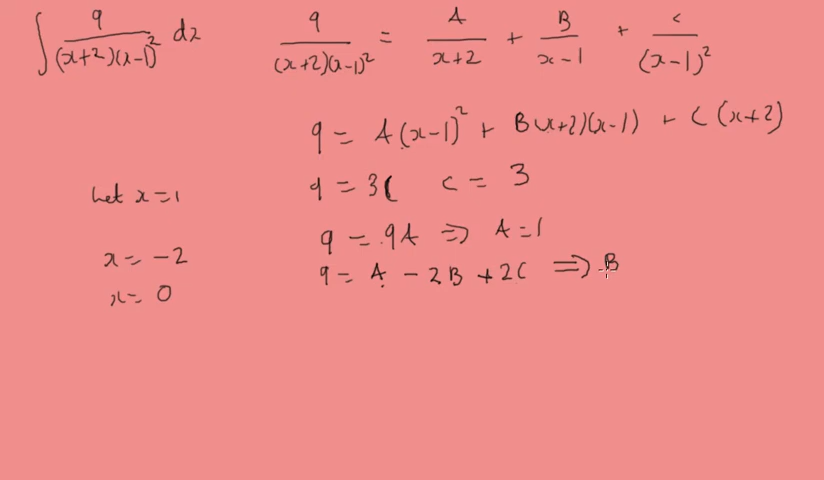 ∫ 9/((x+2)(x-1)²) dx   9/((x+2)(x-1)²) = A/(x+2) + B/(x-1) + C/(x-1)²
9 = A(x-1)² + B(x+2)(x-1) + C(x+2)
Let x=1   9 = 3C   C = 3
x = -2   9 = 9A ⇒ A=1
x = 0   9 = A - 2B + 2C ⇒ B